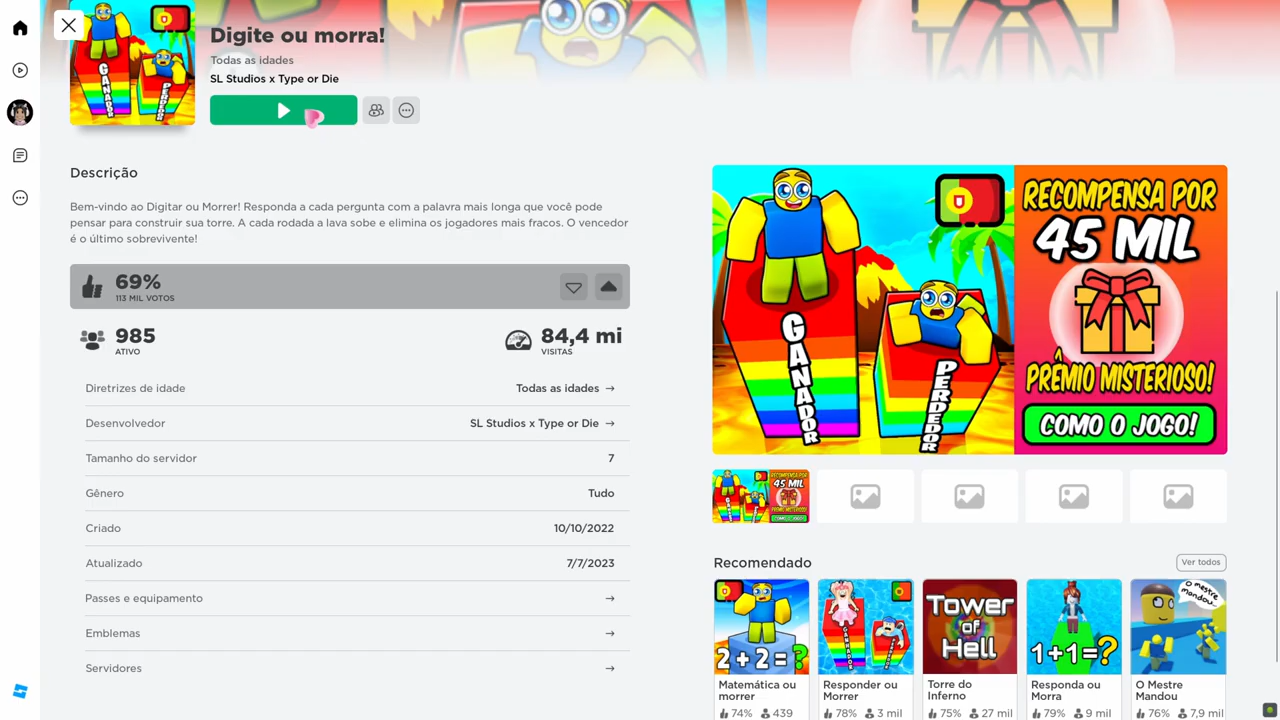 Digite ou morra!
Todas as idades
SL Studios x Type or Die
Descrição
Bem-vindo ao Digitar ou Morrer! Responda a cada pergunta com a palavra mais longa que você pode
pensar para construir sua torre. A cada rodada a lava sobe e elimina os jogadores mais fracos. O vencedor
é o último sobrevivente!
69%
113 MIL VOTOS
985
ATIVO
84,4 mi
VISITAS
Diretrizes de idade
Todas as idades →
Desenvolvedor
SL Studios x Type or Die →
Tamanho do servidor
7
Gênero
Tudo
Criado
10/10/2022
Atualizado
7/7/2023
Passes e equipamento →
Emblemas →
Servidores →
GANADOR
PERDEDOR
RECOMPENSA POR
45 MIL
PRÊMIO MISTERIOSO!
COMO O JOGO!
Recomendado
Ver todos
2+2=?
GANHADOR
Tower
of
Hell
1+1=?
O mestre
mandou...
Matemática ou
morrer
74% 439
Responder ou
Morrer
78% 3 mil
Torre do
Inferno
75% 27 mil
Responda ou
Morra
79% 9 mil
O Mestre
Mandou
76% 7,9 mil